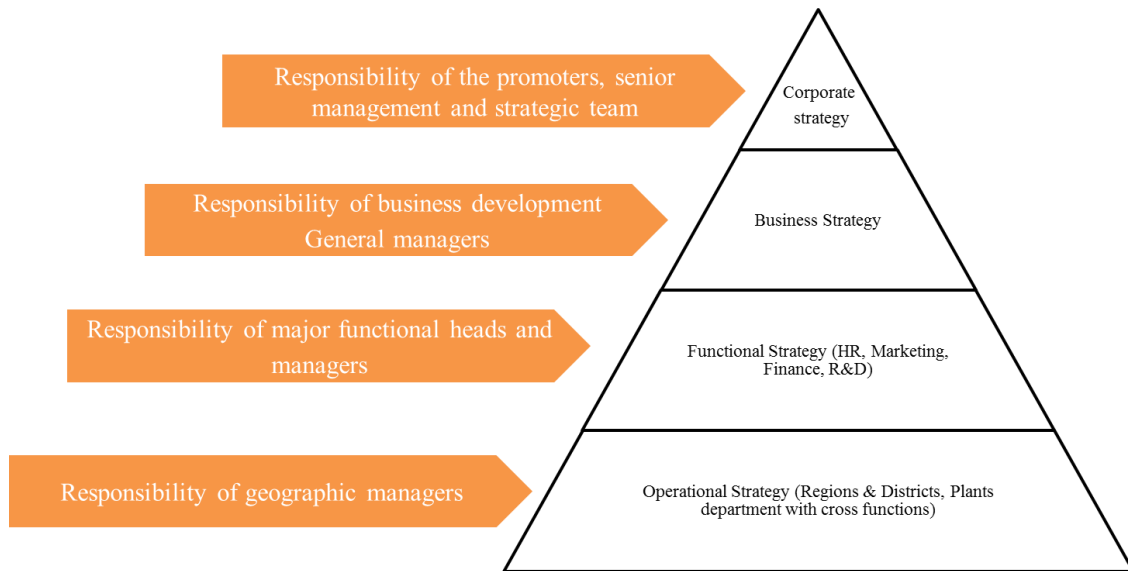 Responsibility of the promoters, senior
management and strategic team
Corporate
strategy
Responsibility of business development
General managers
Business Strategy
Responsibility of major functional heads and
managers
Functional Strategy (HR, Marketing,
Finance, R&D)
Responsibility of geographic managers
Operational Strategy (Regions & Districts, Plants
department with cross functions)